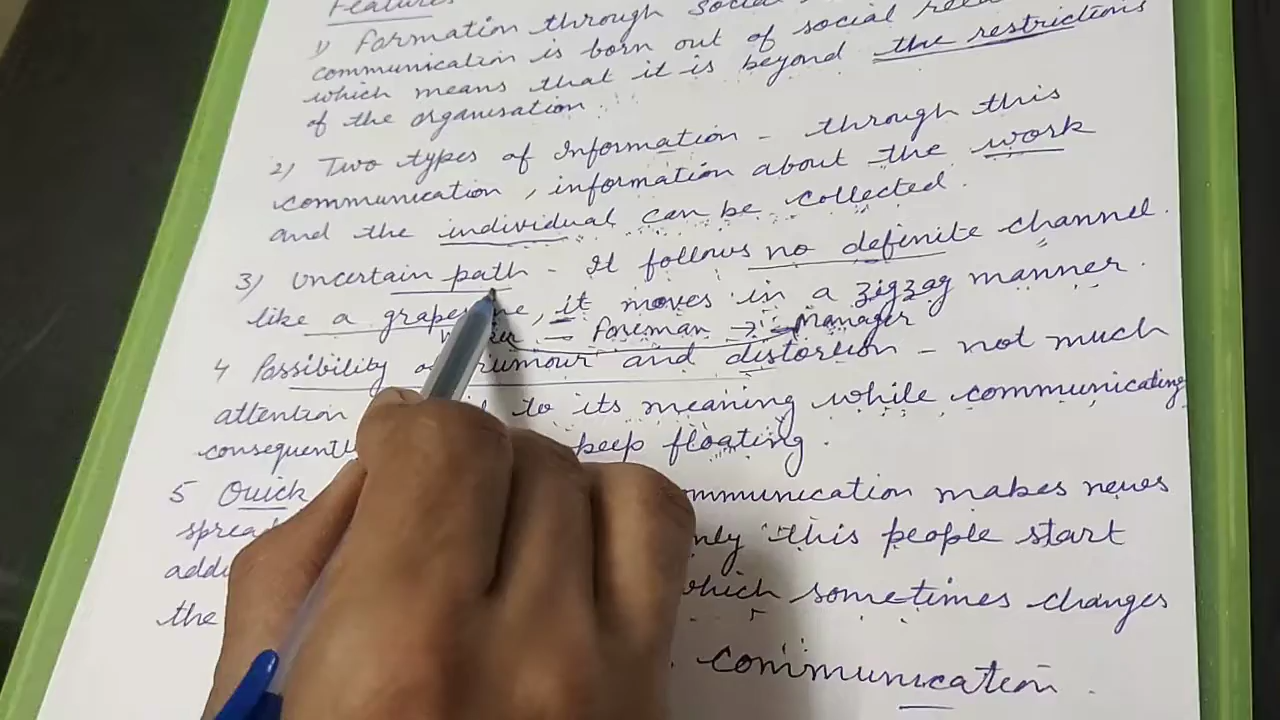 Features
1) Formation through social
communication is born out of social
which means that it is beyond the restrictions
of the organisation.
2) Two types of Information - through this
communication, information about the work
and the individual can be collected.
3) Uncertain path - It follows no definite channel.
like a grapevine, it moves in a zigzag manner.
→ Foreman → Manager
4 Possibility of rumour and distortion - not much
attention to its meaning while communicating
keep floating.
5 Quick communication makes news
only this people start
which sometimes changes
the
communication.